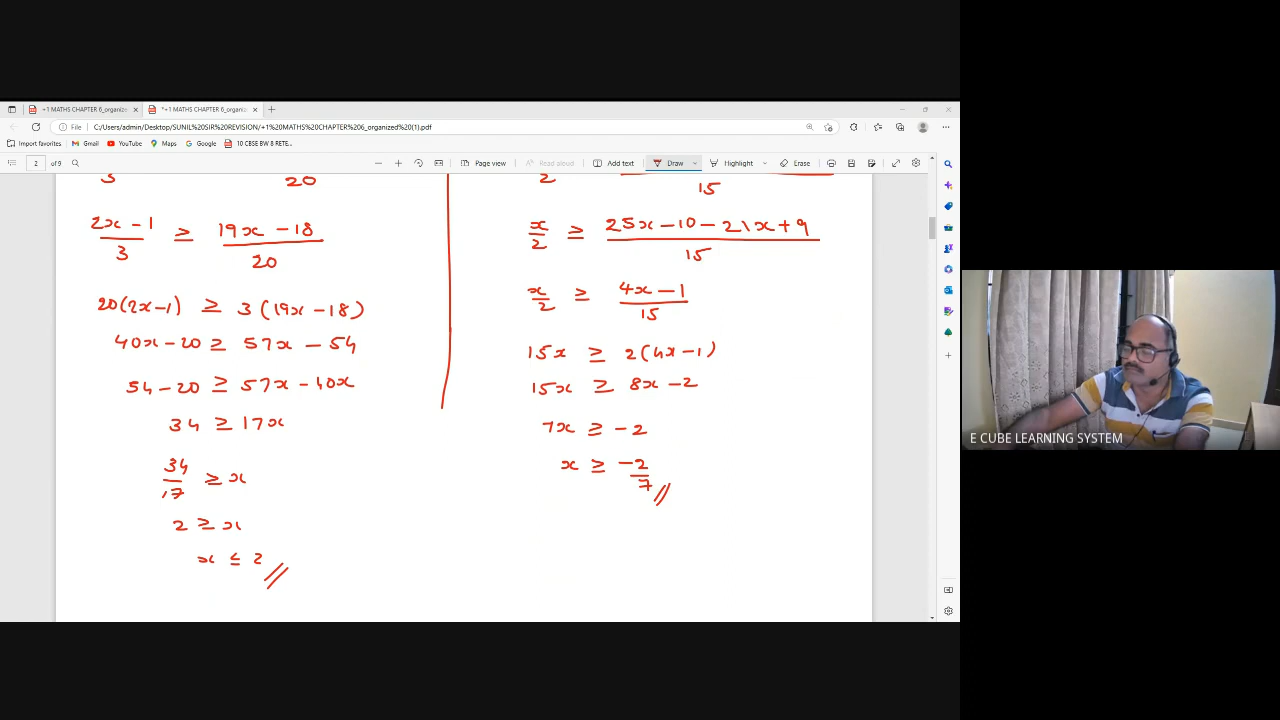 +1 MATHS CHAPTER 6_organize
*+1 MATHS CHAPTER 6_organi
File C:/Users/admin/Desktop/SUNIL%20SIR%20REVISION/+1%20MATHS%20CHAPTER%206_organized%20(1).pdf
Import favorites Gmail YouTube Maps Google 10 CBSE BW 8 RETE...
2 of 9 Page view Read aloud Add text Draw Highlight Erase
3 20
2x - 1 / 3 ≥ 19x - 18 / 20
20(2x-1) ≥ 3(19x-18)
40x-20 ≥ 57x - 54
54-20 ≥ 57x - 40x
34 ≥ 17x
34/17 ≥ x
2 ≥ x
x ≤ 2 //
2 15
x/2 ≥ 25x-10-21x+9 / 15
x/2 ≥ 4x-1 / 15
15x ≥ 2(4x-1)
15x ≥ 8x-2
7x ≥ -2
x ≥ -2/7 //
E CUBE LEARNING SYSTEM